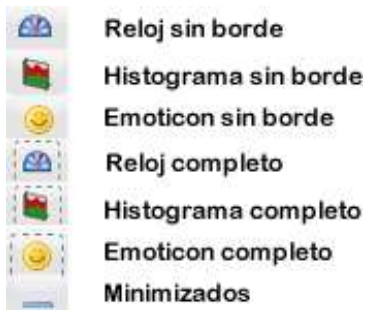 Reloj sin borde
Histograma sin borde
Emoticon sin borde
Reloj completo
Histograma completo
Emoticon completo
Minimizados